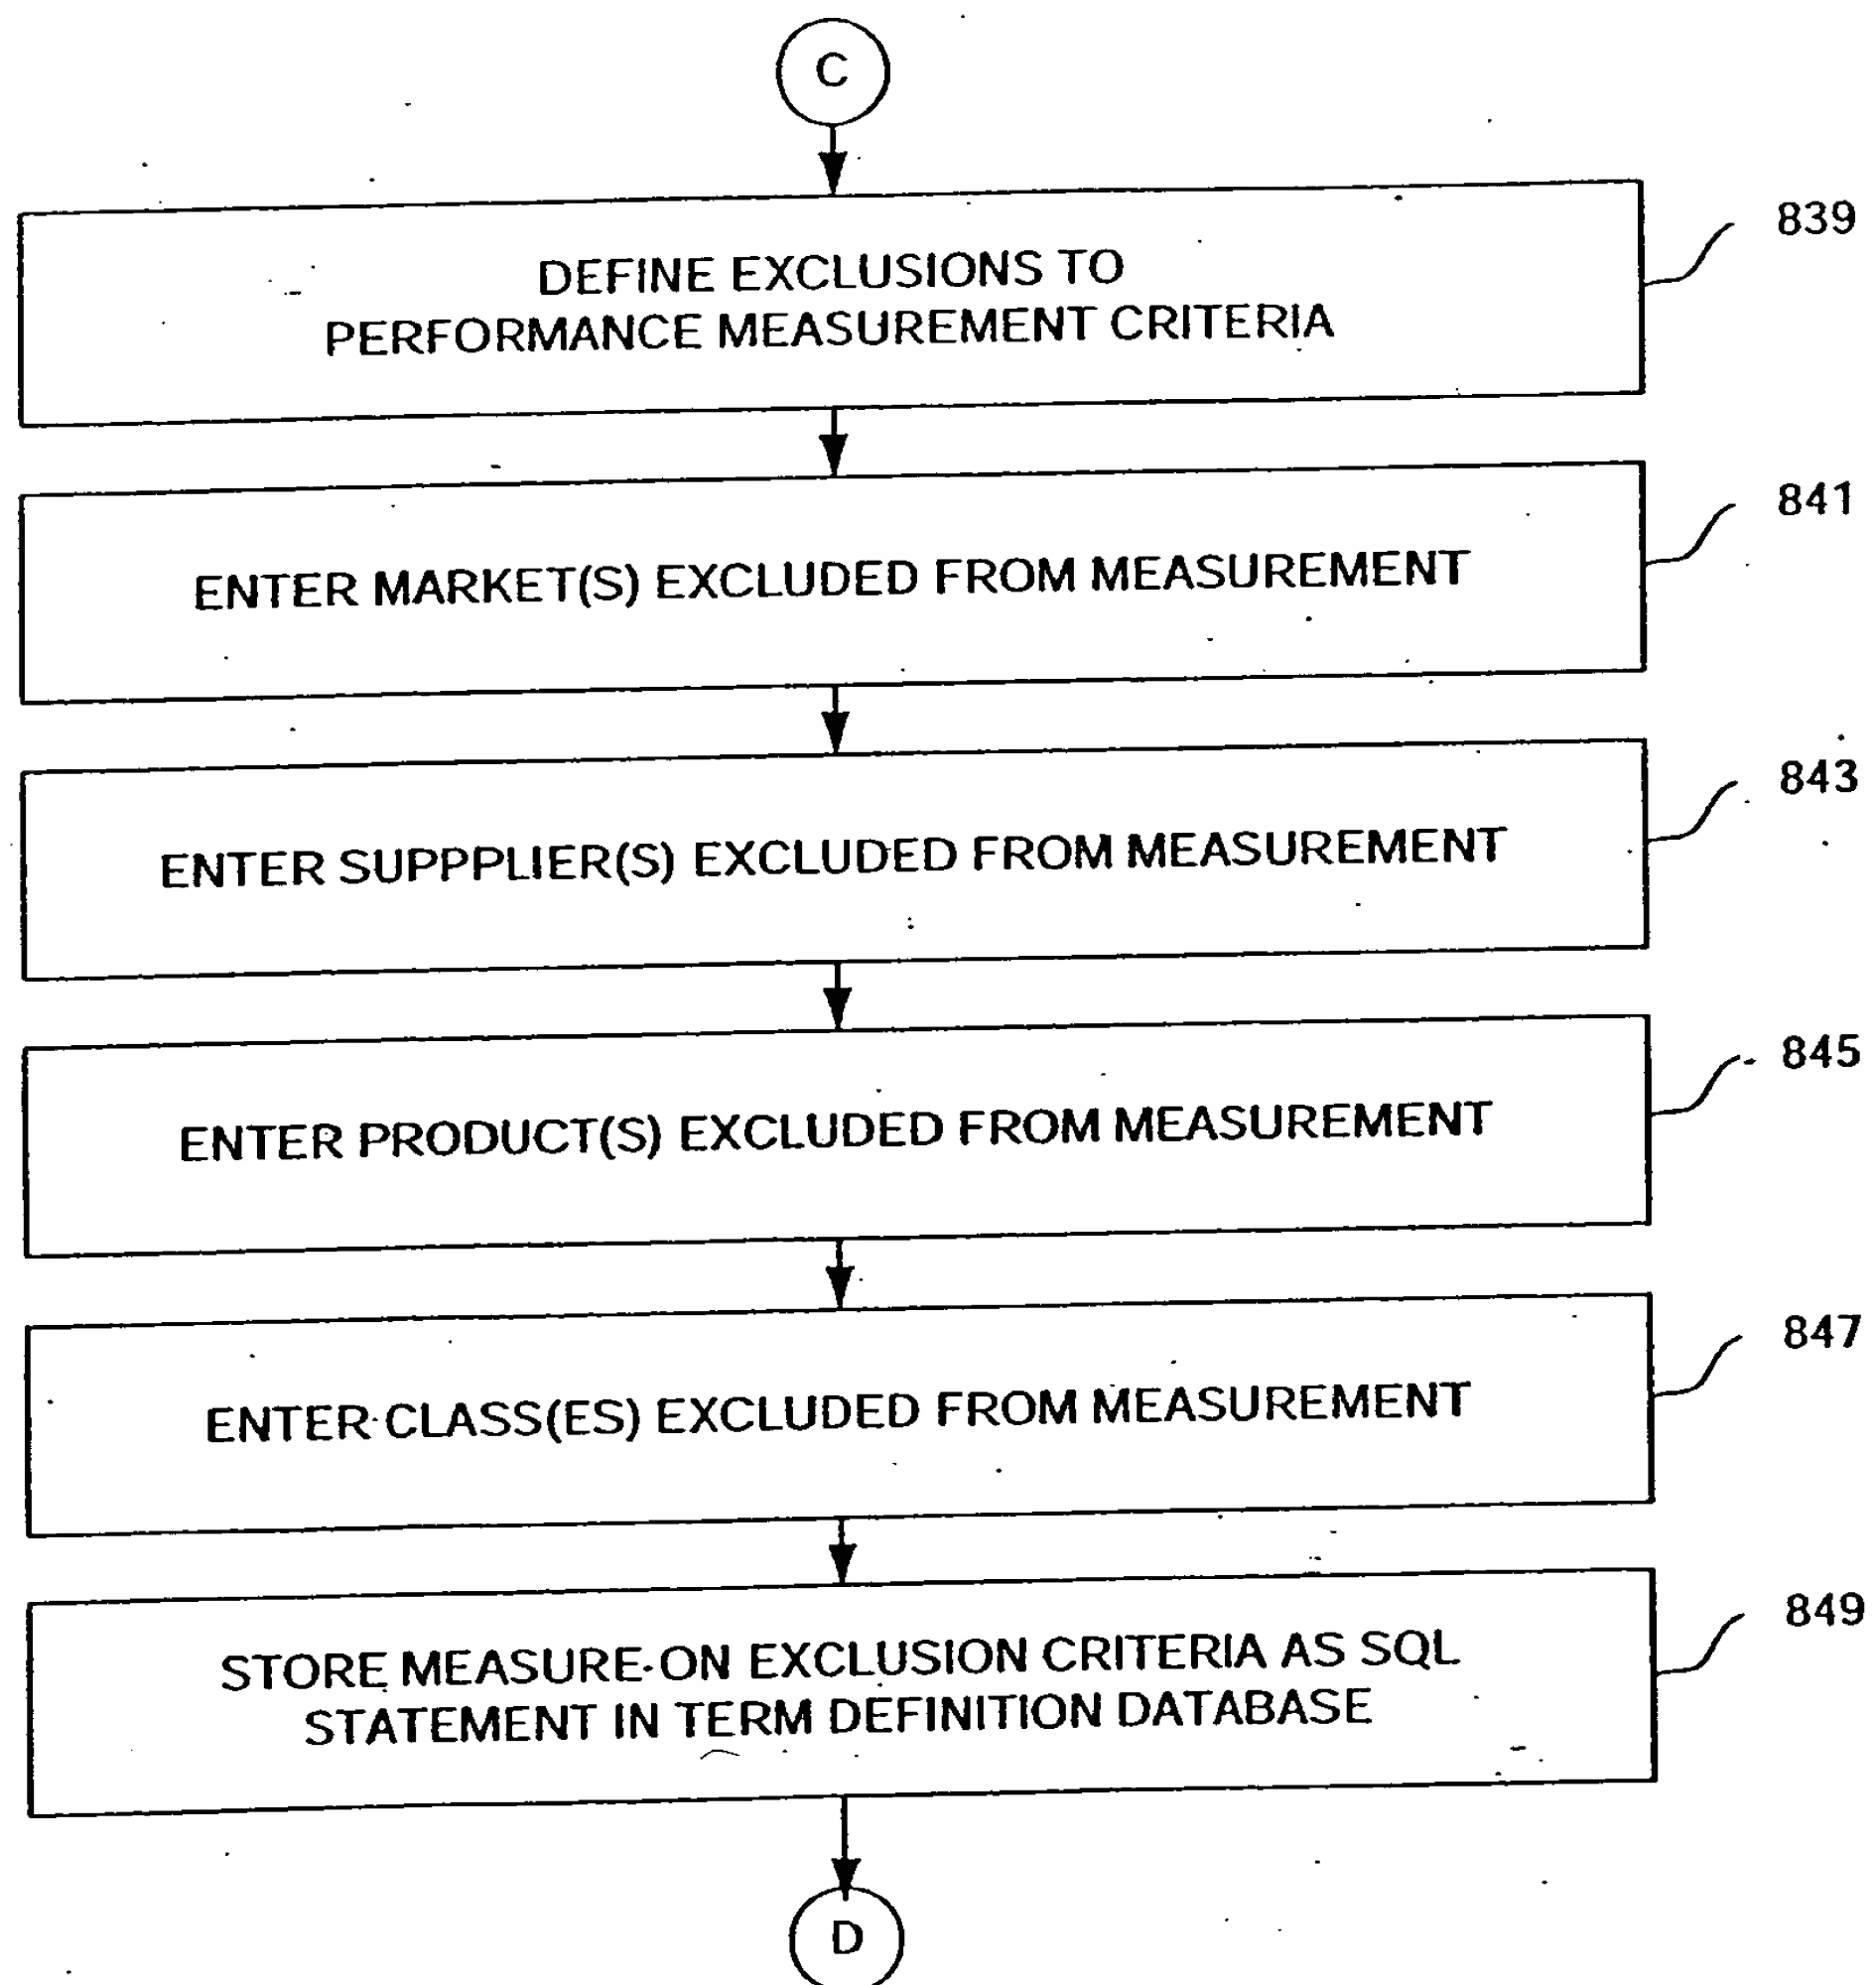 C
839
DEFINE EXCLUSIONS TO
PERFORMANCE MEASUREMENT CRITERIA
841
ENTER MARKET(S) EXCLUDED FROM MEASUREMENT
843
ENTER SUPPPLIER(S) EXCLUDED FROM MEASUREMENT
845
ENTER PRODUCT(S) EXCLUDED FROM MEASUREMENT
847
ENTER CLASS(ES) EXCLUDED FROM MEASUREMENT
849
STORE MEASURE ON EXCLUSION CRITERIA AS SQL
STATEMENT IN TERM DEFINITION DATABASE
D